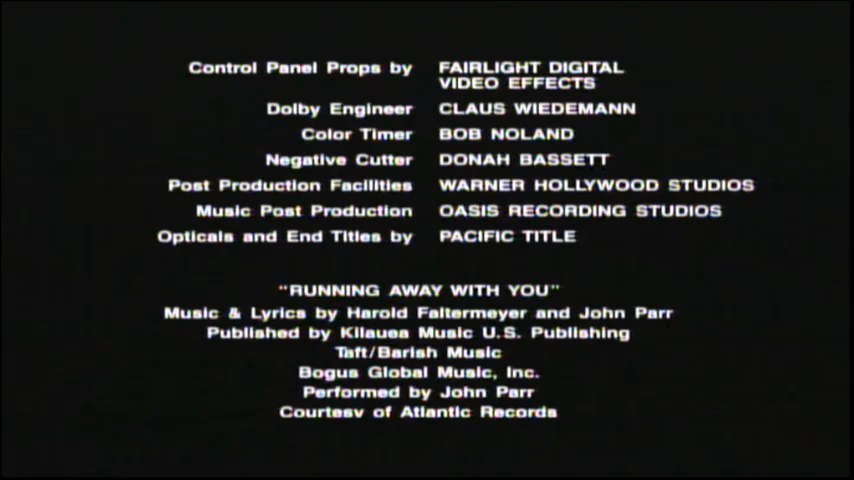 Control Panel Props by FAIRLIGHT DIGITAL
VIDEO EFFECTS
Dolby Engineer CLAUS WIEDEMANN
Color Timer BOB NOLAND
Negative Cutter DONAH BASSETT
Post Production Facilities WARNER HOLLYWOOD STUDIOS
Music Post Production OASIS RECORDING STUDIOS
Opticals and End Titles by PACIFIC TITLE
"RUNNING AWAY WITH YOU"
Music & Lyrics by Harold Faltermeyer and John Parr
Published by Kilauea Music U.S. Publishing
Taft/Barish Music
Bogus Global Music, Inc.
Performed by John Parr
Courtesy of Atlantic Records